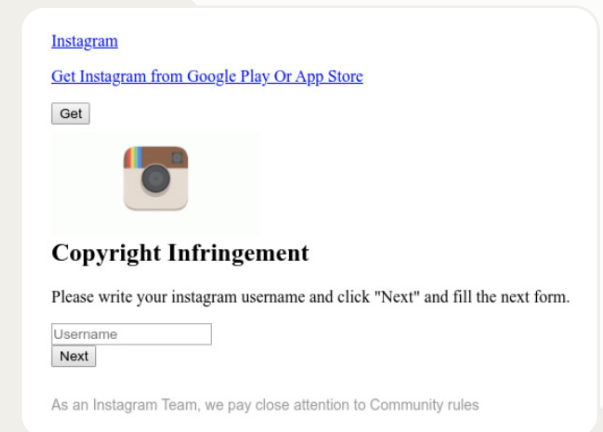 Instagram
Get Instagram from Google Play Or App Store
Get
Copyright Infringement
Please write your instagram username and click "Next" and fill the next form.
Username
Next
As an Instagram Team, we pay close attention to Community rules